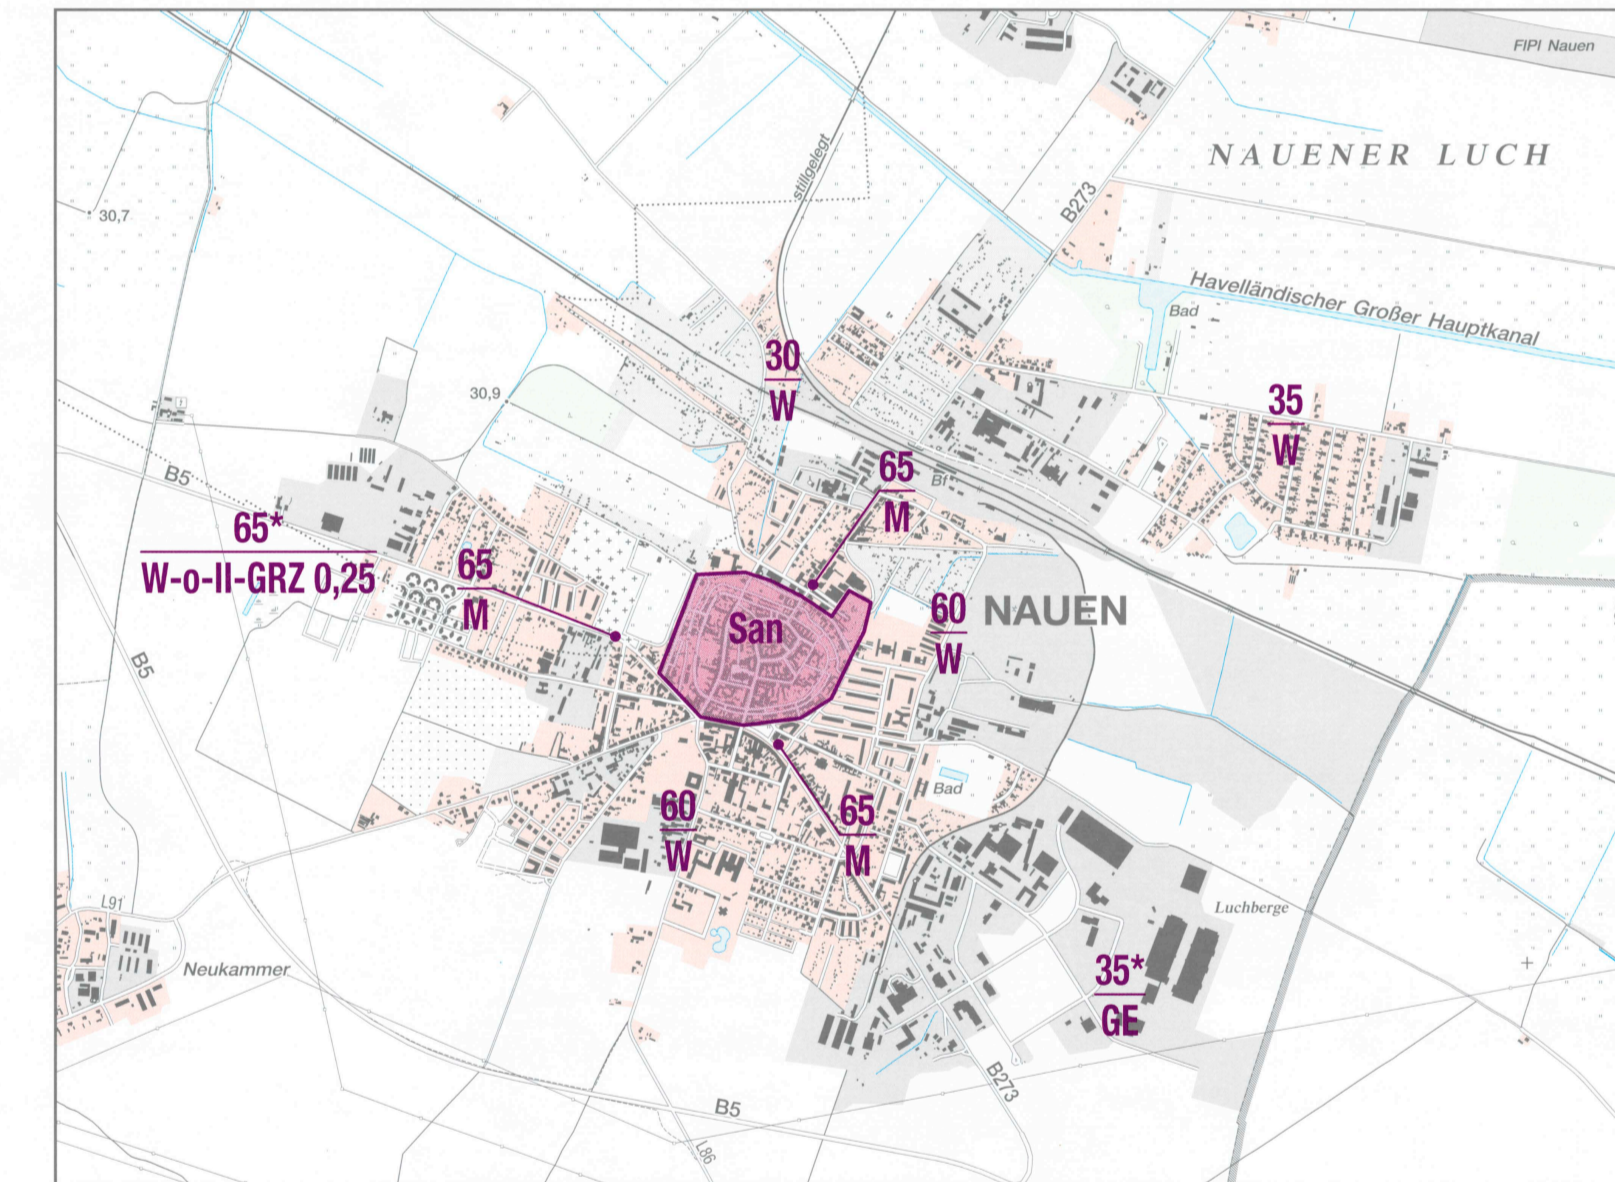 FlPl Nauen
NAUENER LUCH
stillgelegt
B273
30,7
Havelländischer Großer Hauptkanal
Bad
30
W
30,9
35
W
65
M
Bf
B5
65*
W-o-II-GRZ 0,25
65
M
San
60
W
NAUEN
B5
Bad
60
W
65
M
L91
Luchberge
Neukammer
35*
GE
B273
B5
L86